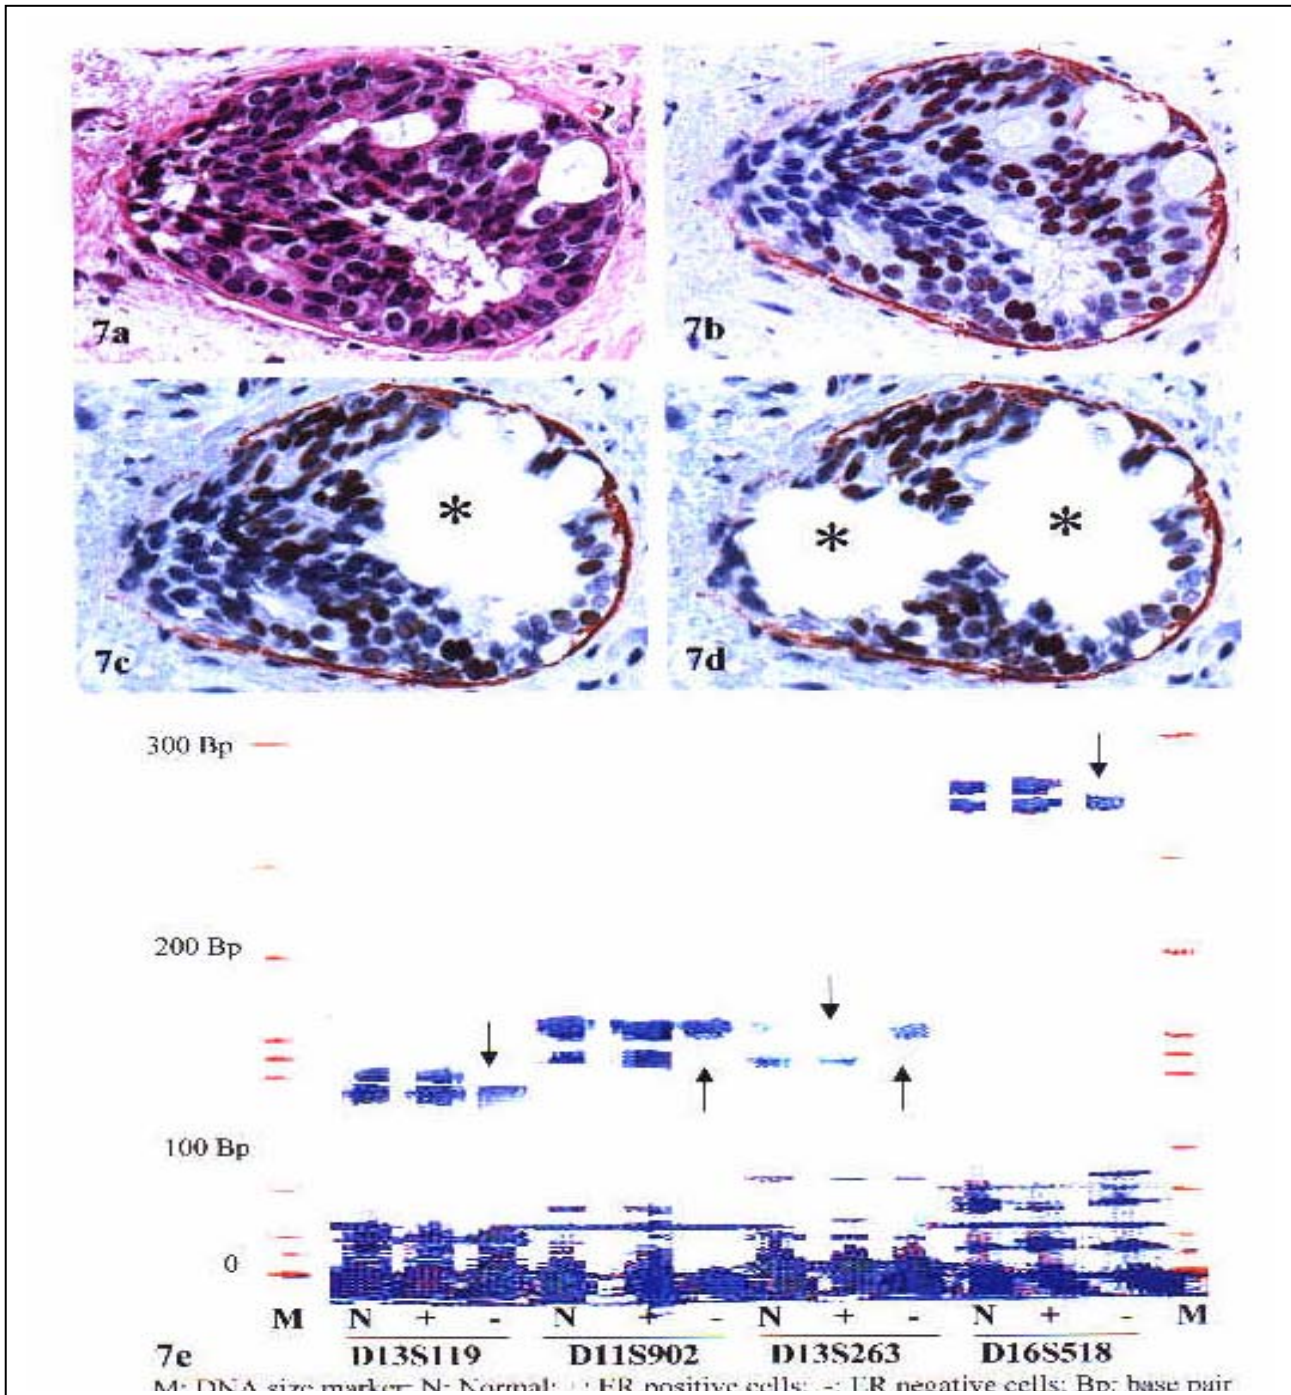 7a
7b
*
* *
7c
7d
300 Bp
200 Bp
100 Bp
0
M N + - N + - N + - N + - M
7e D13S119 D11S902 D13S263 D16S518
M: DNA size marker; N: Normal; +: ER positive cells; -: ER negative cells; Bp: base pair